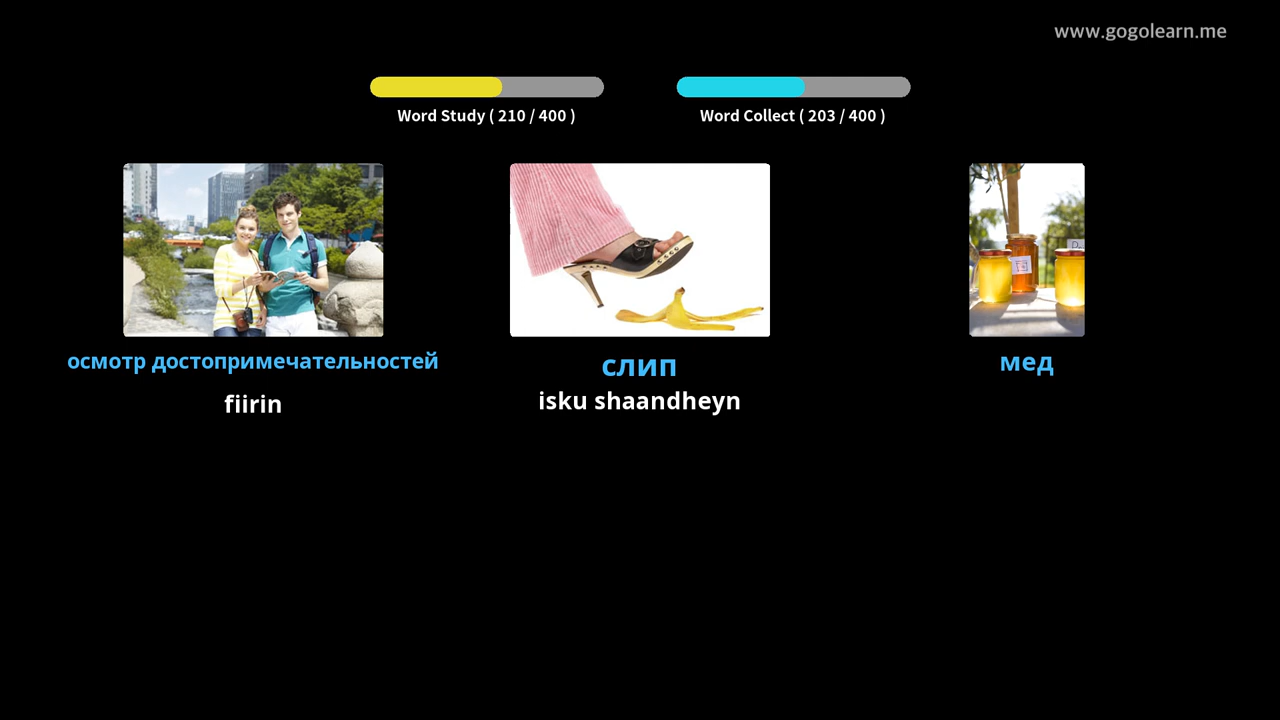 www.gogolearn.me
Word Study ( 210 / 400 )
Word Collect ( 203 / 400 )
осмотр достопримечательностей
fiirin
слип
isku shaandheyn
мед